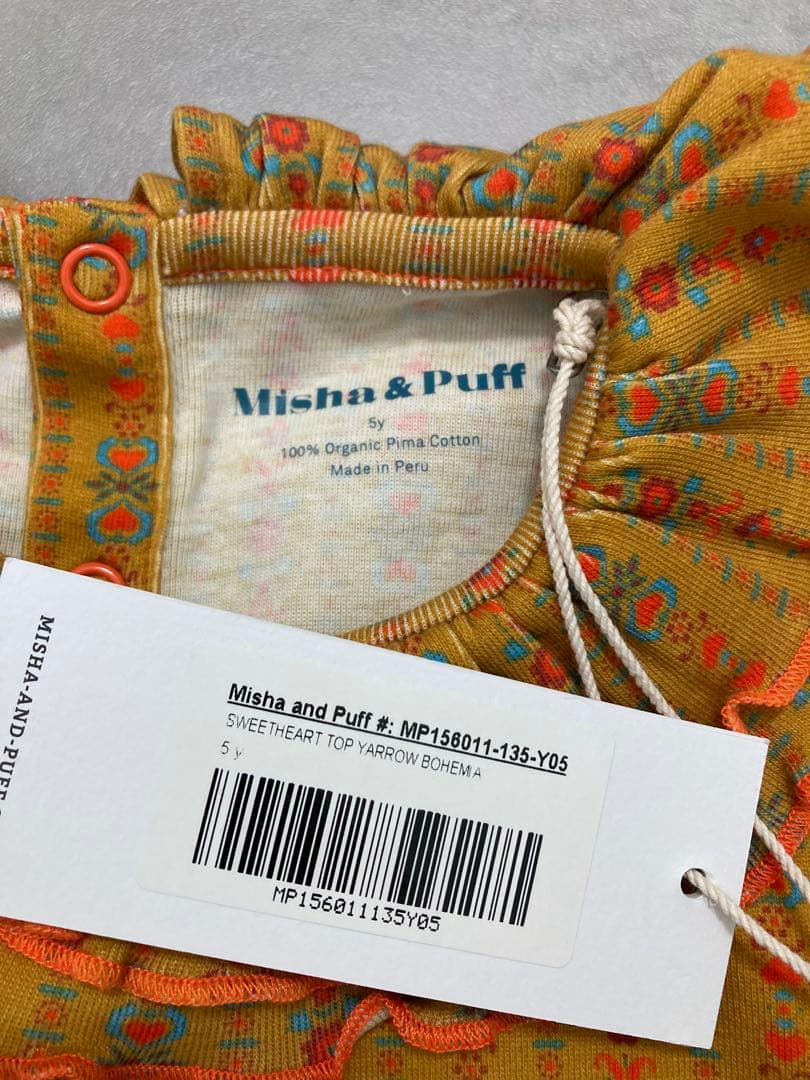 Misha & Puff
5y
100% Organic Pima Cotton
Made in Peru
MISHA-AND-PUFF
Misha and Puff #: MP156011-135-Y05
SWEETHEART TOP YARROW BOHEMIA
5 y
MP156011135Y05